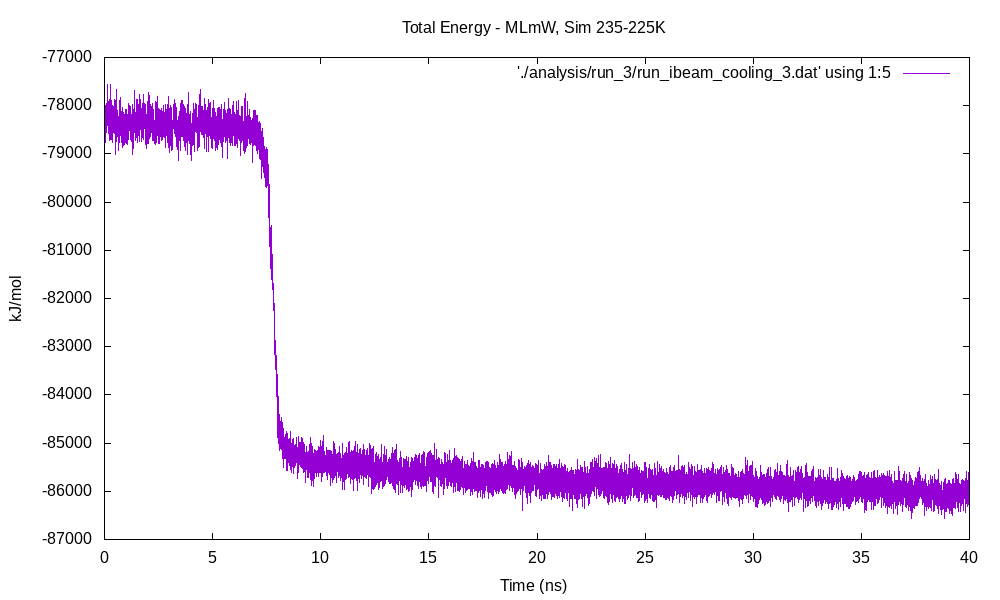 Total Energy - MLmW, Sim 235-225K
-77000
'./analysis/run_3/run_ibeam_cooling_3.dat' using 1:5
-78000
-79000
-80000
-81000
kJ/mol
-82000
-83000
-84000
-85000
-86000
-87000
0 5 10 15 20 25 30 35 40
Time (ns)